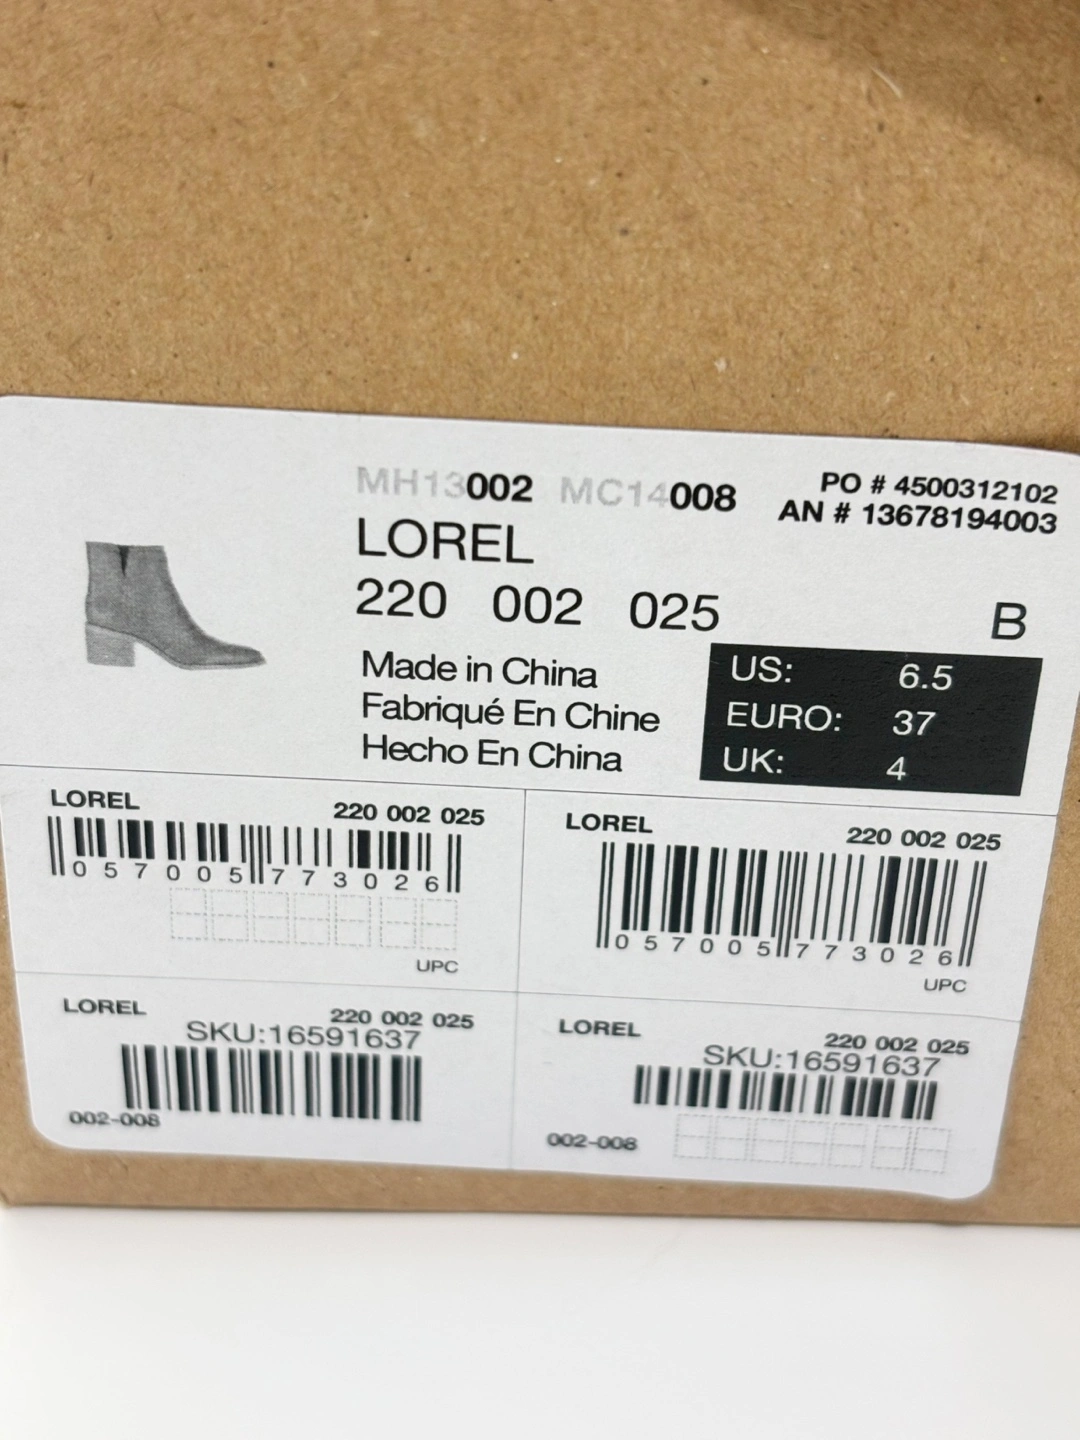 MH13002 MC14008
PO # 4500312102
AN # 13678194003
LOREL
220 002 025
B
Made in China
Fabriqué En Chine
Hecho En China
US: 6.5
EURO: 37
UK: 4
LOREL 220 002 025
0 57005 77302 6
UPC
LOREL 220 002 025
0 57005 77302 6
UPC
LOREL 220 002 025
SKU:16591637
002-008
LOREL 220 002 025
SKU:16591637
002-008